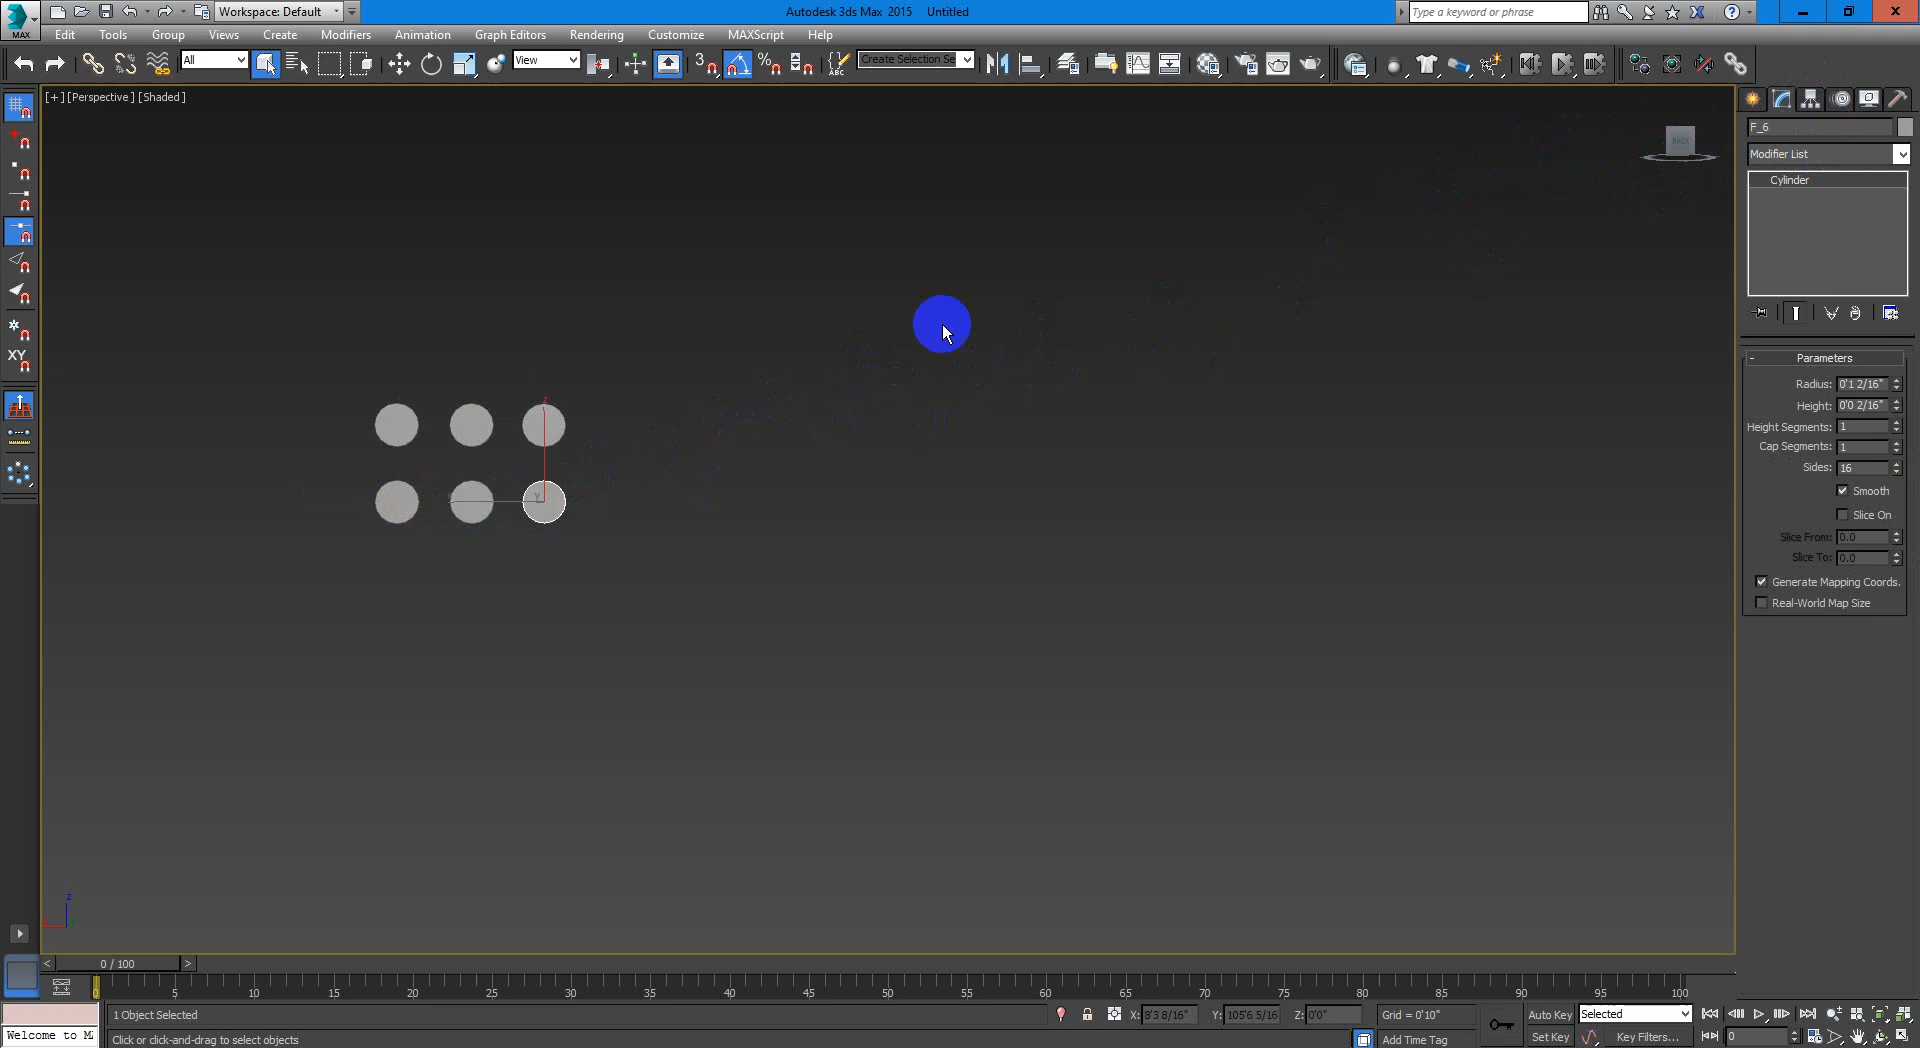 Workspace: Default
Autodesk 3ds Max 2015 Untitled
Type a keyword or phrase
MAX
Edit Tools Group Views Create Modifiers Animation Graph Editors Rendering Customize MAXScript Help
All
View
3
%
ABC
Create Selection Se
[+] [Perspective] [Shaded]
BACK
XY
F_6
Modifier List
Cylinder
- Parameters
Radius: 0'1 2/16"
Height: 0'0 2/16"
Height Segments: 1
Cap Segments: 1
Sides: 16
Smooth
Slice On
Slice From: 0.0
Slice To: 0.0
Generate Mapping Coords.
Real-World Map Size
y
z
< 0 / 100 >
0 5 10 15 20 25 30 35 40 45 50 55 60 65 70 75 80 85 90 95 100
1 Object Selected
X: 8'3 8/16" Y: 105'6 5/16 Z: 0'0"
Grid = 0'10"
Auto Key
Selected
Welcome to M
Click or click-and-drag to select objects
Add Time Tag
Set Key
Key Filters...
0